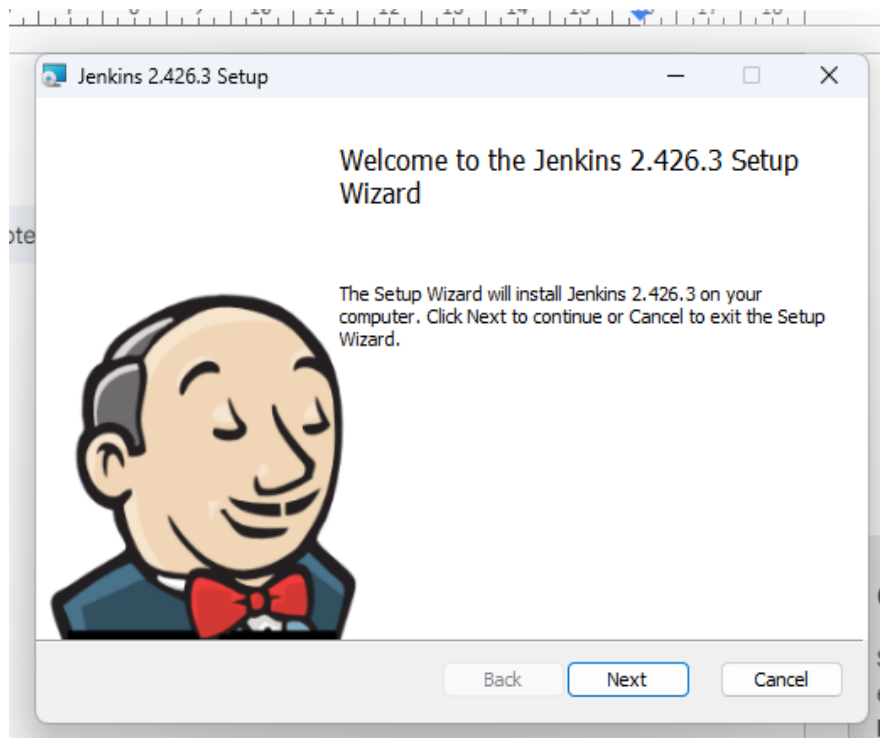 Jenkins 2.426.3 Setup
Welcome to the Jenkins 2.426.3 Setup
Wizard
The Setup Wizard will install Jenkins 2.426.3 on your
computer. Click Next to continue or Cancel to exit the Setup
Wizard.
Back Next Cancel